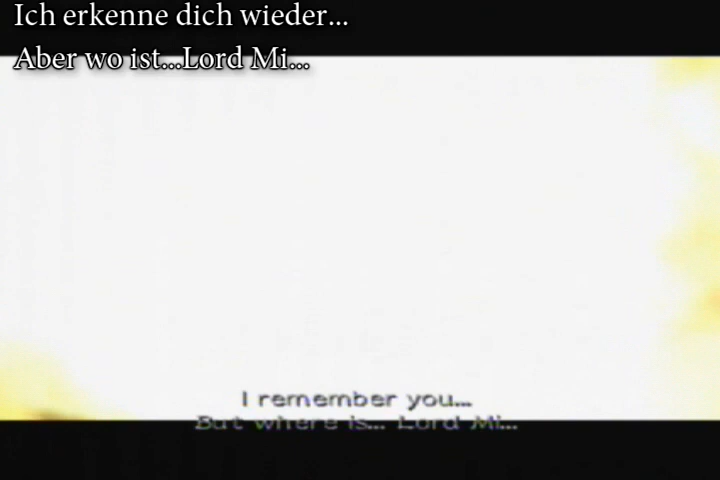 Ich erkenne dich wieder...
Aber wo ist...Lord Mi...
I remember you...
But where is... Lord Mi...